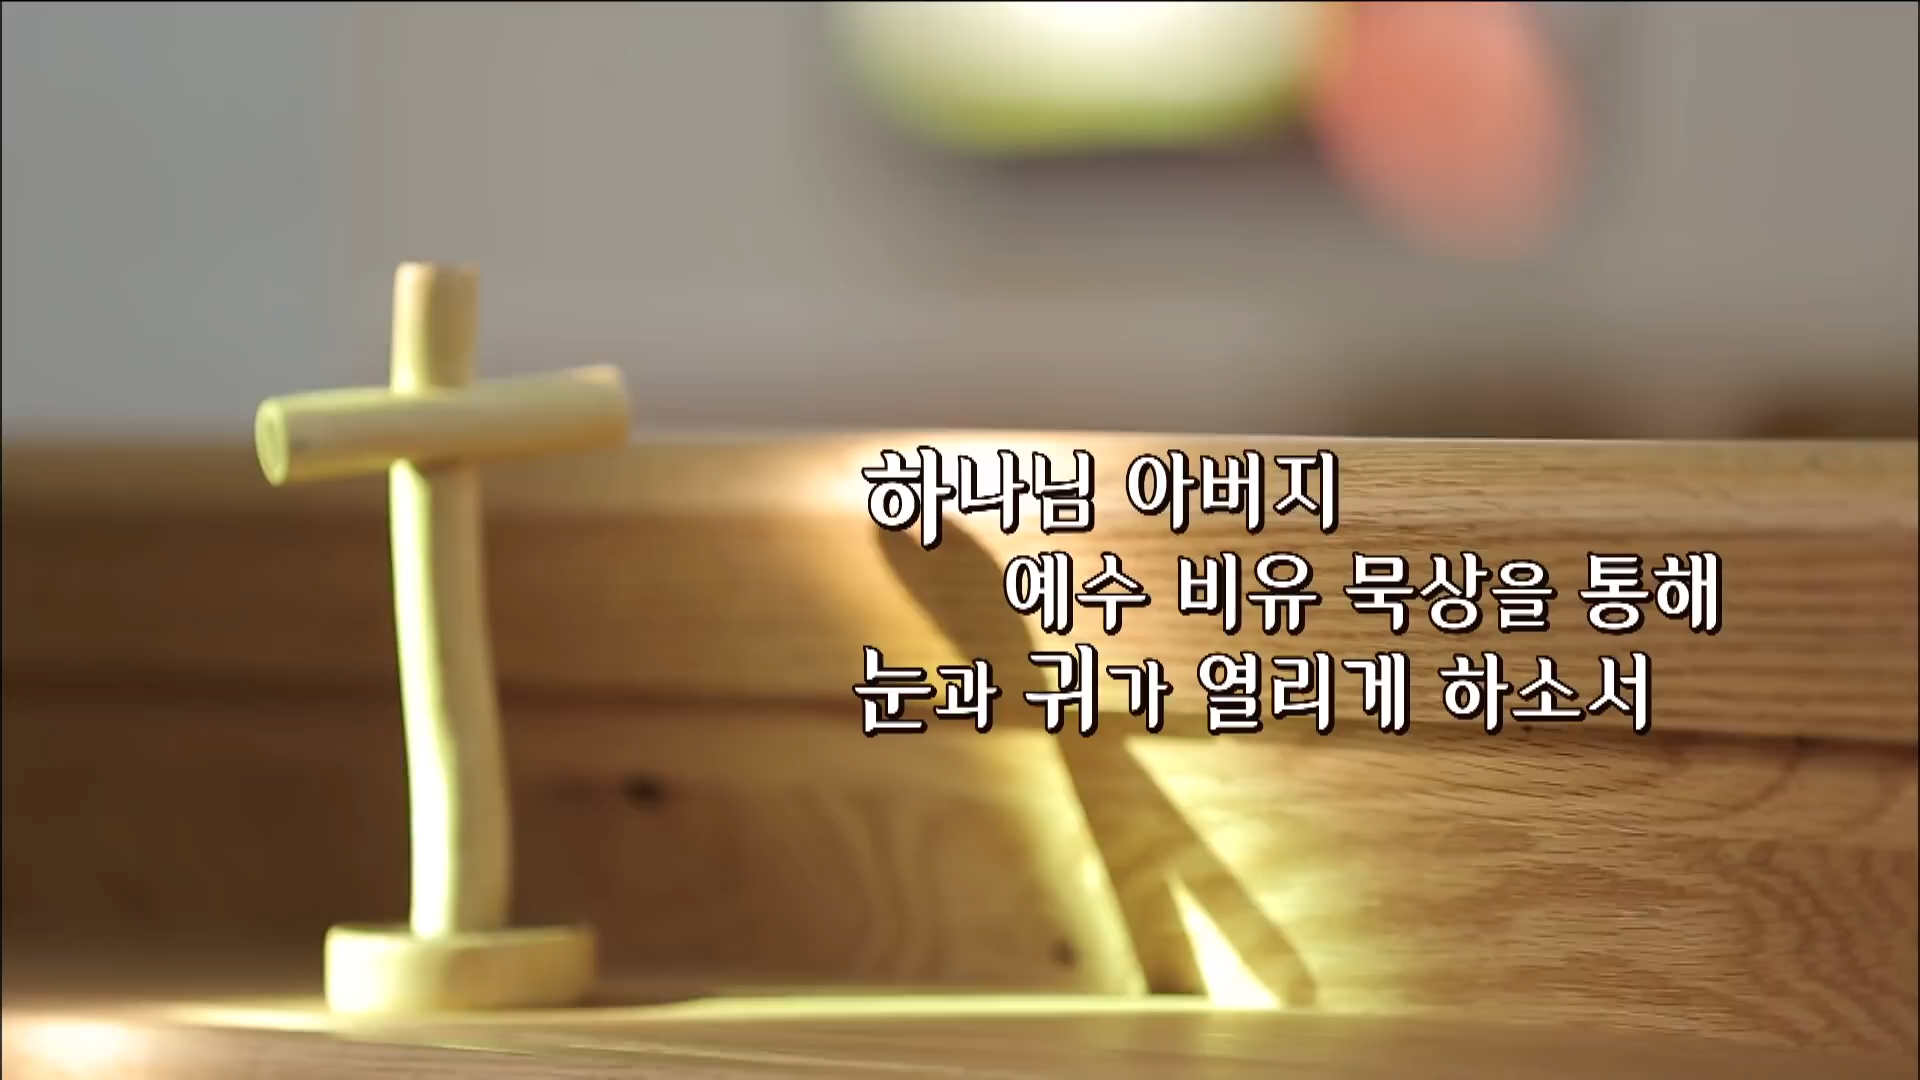 하나님 아버지
예수 비유 묵상을 통해
눈과 귀가 열리게 하소서